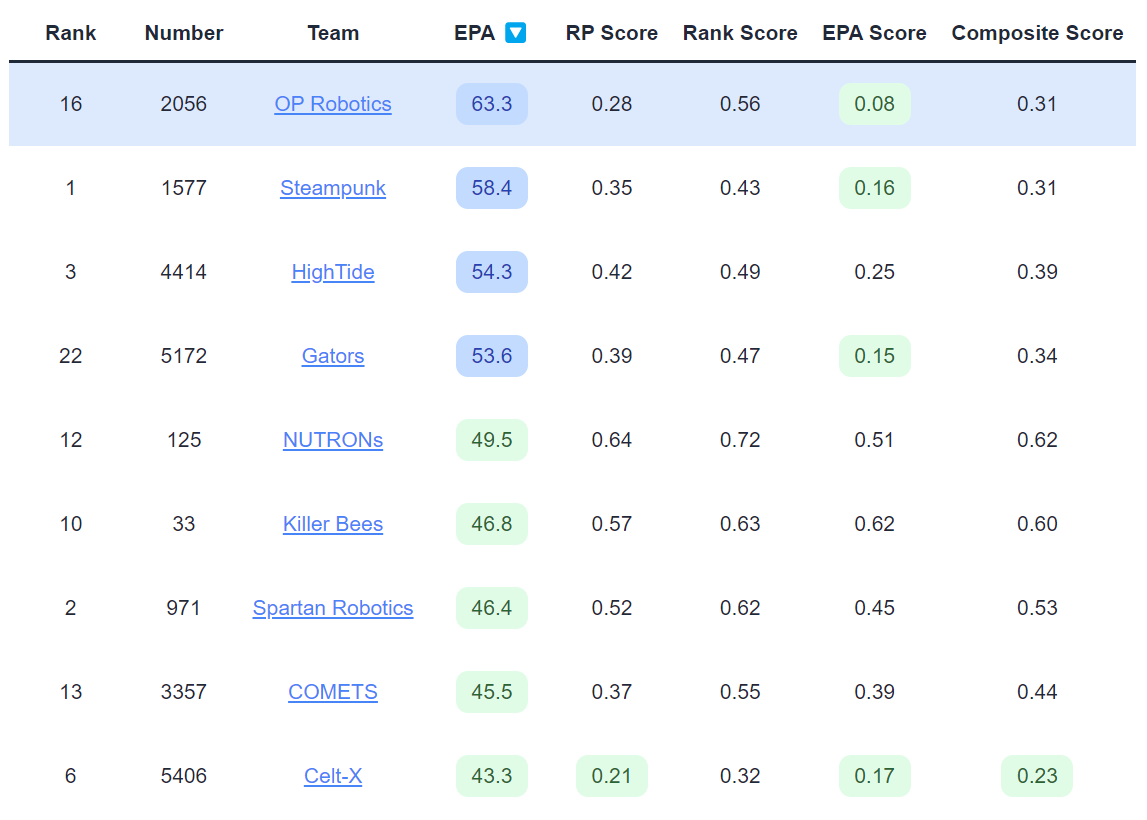 Rank Number Team EPA RP Score Rank Score EPA Score Composite Score
16 2056 OP Robotics 63.3 0.28 0.56 0.08 0.31
1 1577 Steampunk 58.4 0.35 0.43 0.16 0.31
3 4414 HighTide 54.3 0.42 0.49 0.25 0.39
22 5172 Gators 53.6 0.39 0.47 0.15 0.34
12 125 NUTRONs 49.5 0.64 0.72 0.51 0.62
10 33 Killer Bees 46.8 0.57 0.63 0.62 0.60
2 971 Spartan Robotics 46.4 0.52 0.62 0.45 0.53
13 3357 COMETS 45.5 0.37 0.55 0.39 0.44
6 5406 Celt-X 43.3 0.21 0.32 0.17 0.23